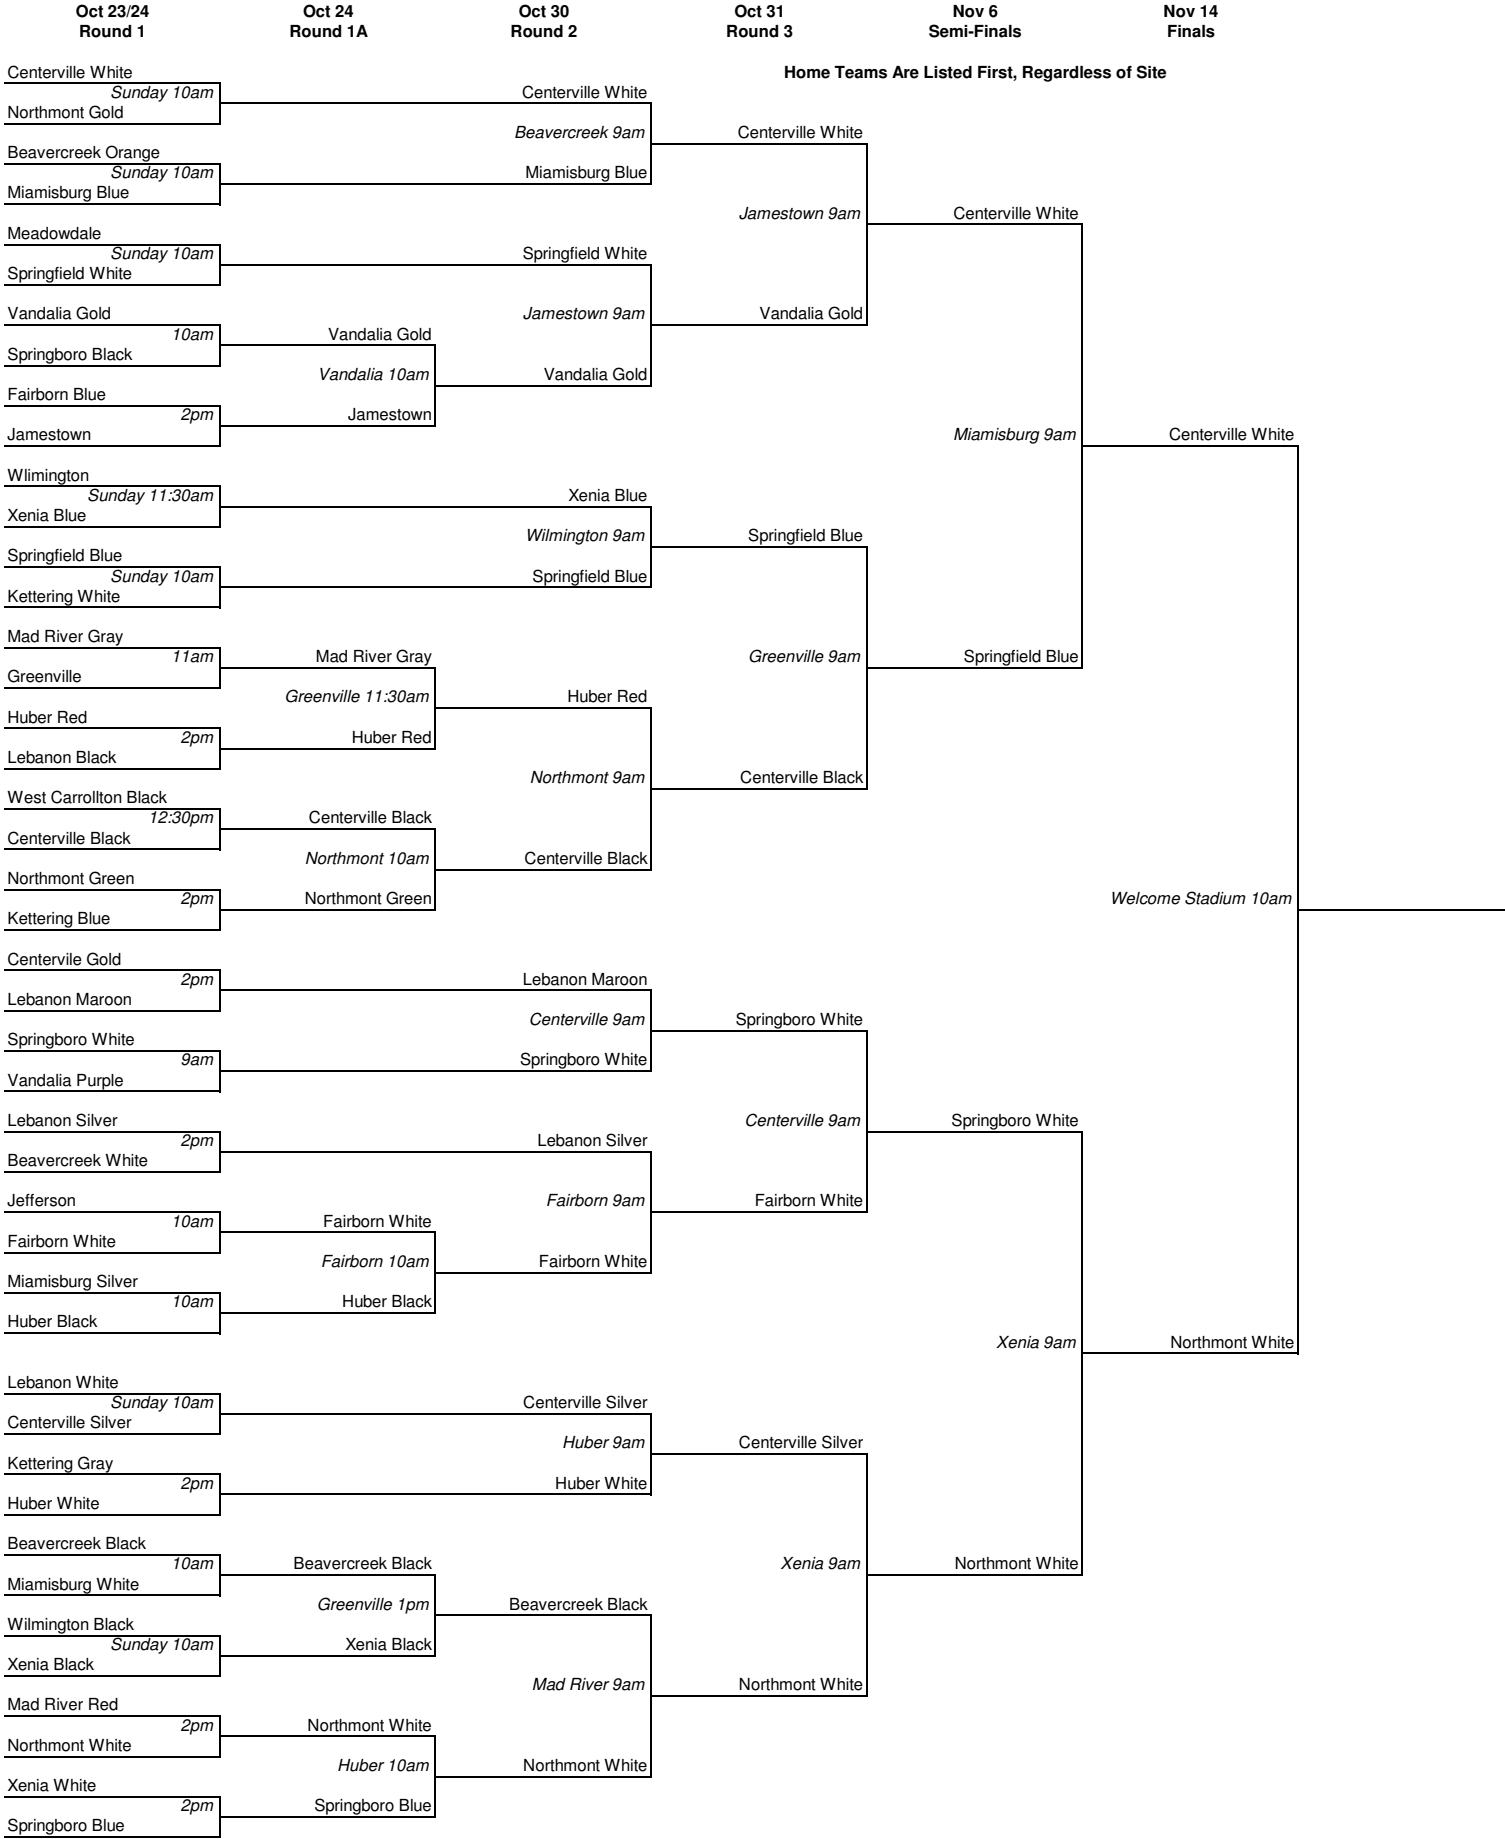 Oct 23/24 Oct 24 Oct 30 Oct 31 Nov 6 Nov 14
Round 1 Round 1A Round 2 Round 3 Semi-Finals Finals
Centerville White Home Teams Are Listed First, Regardless of Site
Sunday 10am Centerville White
Northmont Gold
Beavercreek 9am Centerville White
Beavercreek Orange
Sunday 10am Miamisburg Blue
Miamisburg Blue
Jamestown 9am Centerville White
Meadowdale
Sunday 10am Springfield White
Springfield White
Vandalia Gold Jamestown 9am Vandalia Gold
10am Vandalia Gold
Springboro Black
Vandalia 10am Vandalia Gold
Fairborn Blue
2pm Jamestown
Jamestown Miamisburg 9am Centerville White
Wlimington
Sunday 11:30am Xenia Blue
Xenia Blue
Wilmington 9am Springfield Blue
Springfield Blue
Sunday 10am Springfield Blue
Kettering White
Mad River Gray
11am Mad River Gray Greenville 9am Springfield Blue
Greenville
Greenville 11:30am Huber Red
Huber Red
2pm Huber Red
Lebanon Black
Northmont 9am Centerville Black
West Carrollton Black
12:30pm Centerville Black
Centerville Black
Northmont 10am Centerville Black
Northmont Green
2pm Northmont Green Welcome Stadium 10am
Kettering Blue
Centervile Gold
2pm Lebanon Maroon
Lebanon Maroon
Centerville 9am Springboro White
Springboro White
9am Springboro White
Vandalia Purple
Lebanon Silver Centerville 9am Springboro White
2pm Lebanon Silver
Beavercreek White
Jefferson Fairborn 9am Fairborn White
10am Fairborn White
Fairborn White
Fairborn 10am Fairborn White
Miamisburg Silver
10am Huber Black
Huber Black
Xenia 9am Northmont White
Lebanon White
Sunday 10am Centerville Silver
Centerville Silver
Huber 9am Centerville Silver
Kettering Gray
2pm Huber White
Huber White
Beavercreek Black
10am Beavercreek Black Xenia 9am Northmont White
Miamisburg White
Greenville 1pm Beavercreek Black
Wilmington Black
Sunday 10am Xenia Black
Xenia Black
Mad River 9am Northmont White
Mad River Red
2pm Northmont White
Northmont White
Huber 10am Northmont White
Xenia White
2pm Springboro Blue
Springboro Blue